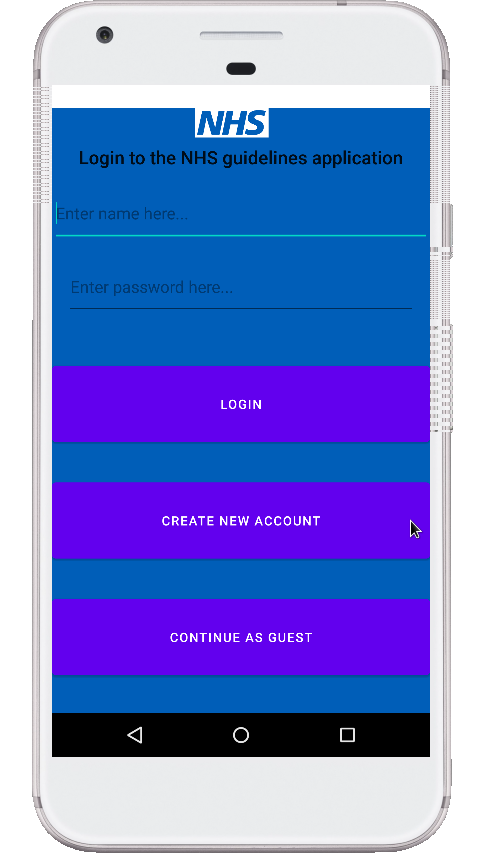 NHS
Login to the NHS guidelines application
Enter name here...
Enter password here...
LOGIN
CREATE NEW ACCOUNT
CONTINUE AS GUEST